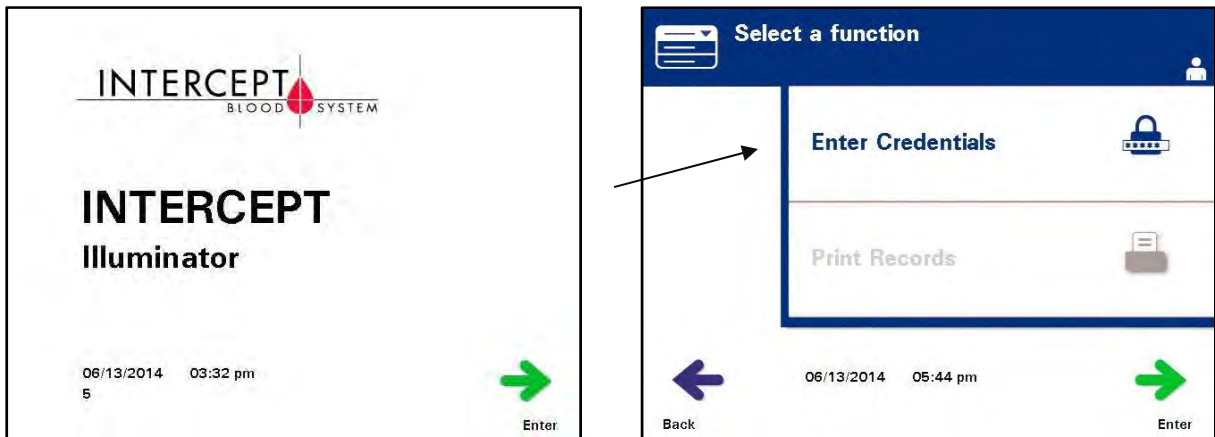 INTERCEPT
BLOOD SYSTEM
INTERCEPT
Illuminator
06/13/2014 03:32 pm
5
Enter
Select a function
Enter Credentials
*****
Print Records
06/13/2014 05:44 pm
Back
Enter